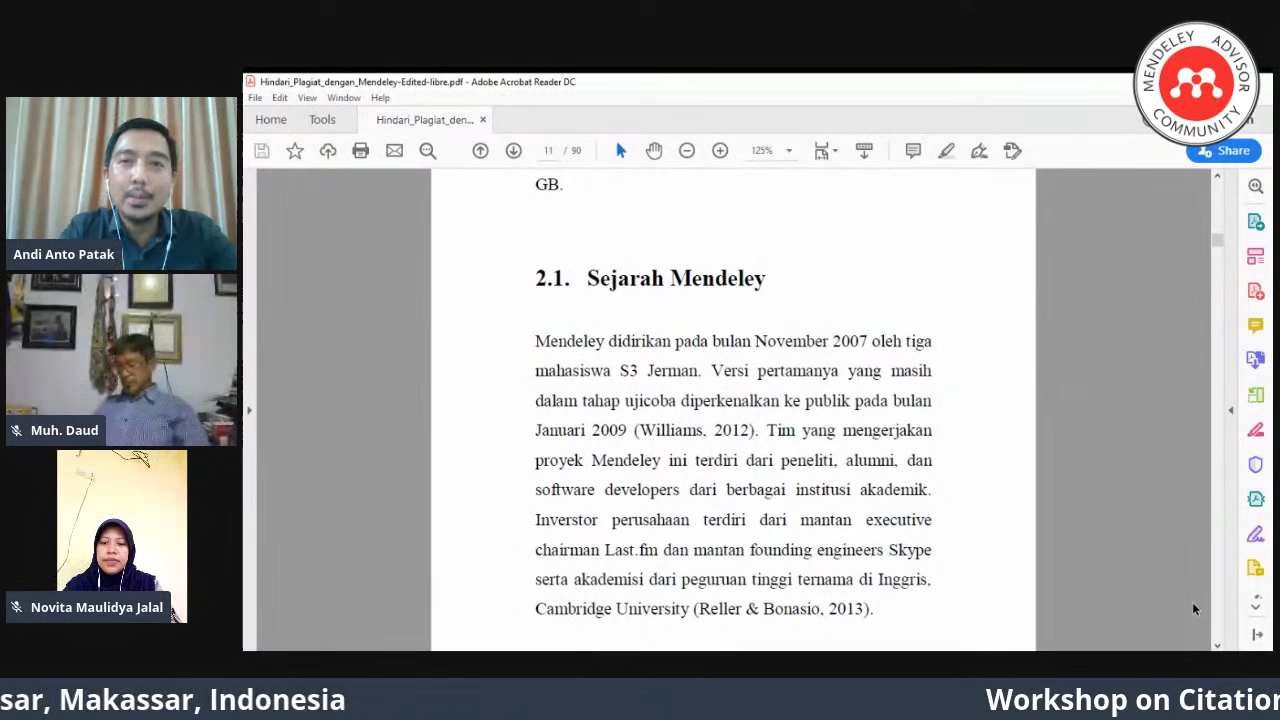 MENDELEY ADVISOR
COMMUNITY
Hindari_Plagiat_dengan_Mendeley-Edited-libre.pdf - Adobe Acrobat Reader DC
File Edit View Window Help
Home Tools Hindari_Plagiat_den... ×
11 / 90 125% Share
GB.
2.1. Sejarah Mendeley
Mendeley didirikan pada bulan November 2007 oleh tiga
mahasiswa S3 Jerman. Versi pertamanya yang masih
dalam tahap ujicoba diperkenalkan ke publik pada bulan
Januari 2009 (Williams, 2012). Tim yang mengerjakan
proyek Mendeley ini terdiri dari peneliti, alumni, dan
software developers dari berbagai institusi akademik.
Inverstor perusahaan terdiri dari mantan executive
chairman Last.fm dan mantan founding engineers Skype
serta akademisi dari peguruan tinggi ternama di Inggris,
Cambridge University (Reller & Bonasio, 2013).
Andi Anto Patak
Muh. Daud
Novita Maulidya Jalal
sar, Makassar, Indonesia
Workshop on Citation